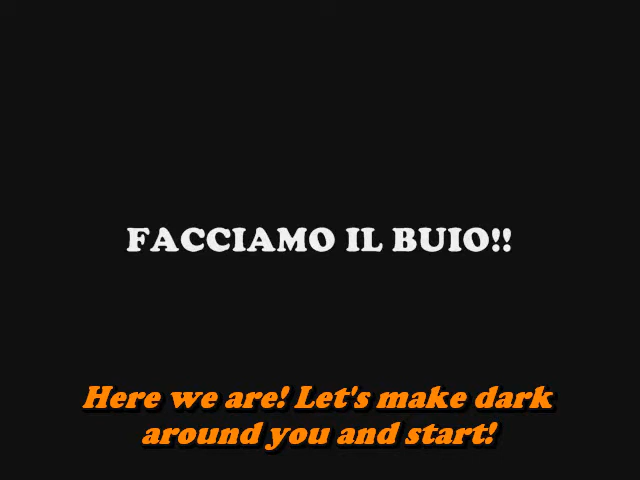 FACCIAMO IL BUIO!!
Here we are! Let's make dark
around you and start!